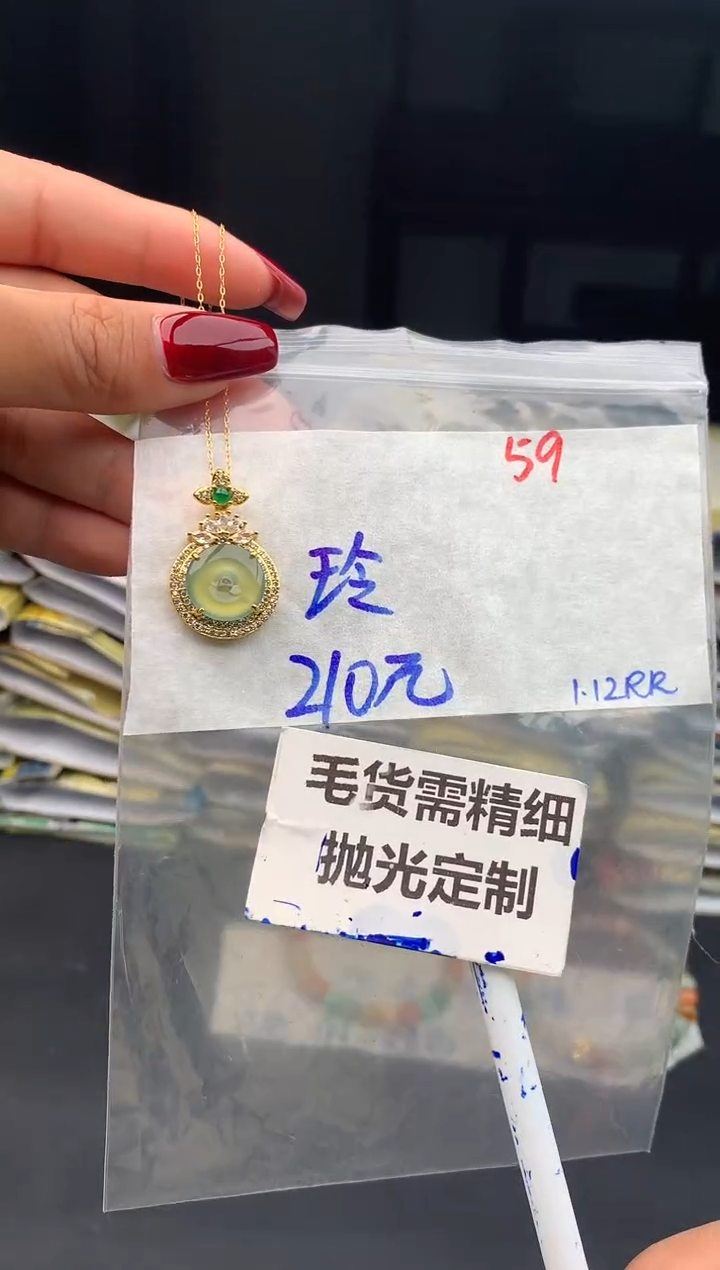 59
玲
210元
1.12RR
毛货需精细
抛光定制